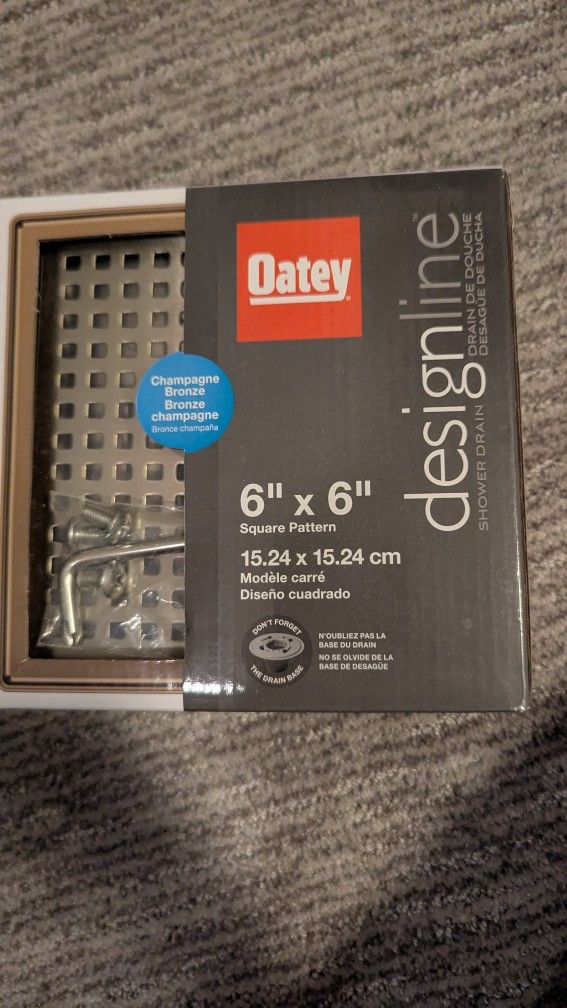 Oatey®
designline™
SHOWER DRAIN
DRAIN DE DOUCHE
DESAGÜE DE DUCHA
Champagne
Bronze
Bronze
champagne
Bronce champaña
6" x 6"
Square Pattern
15.24 x 15.24 cm
Modèle carré
Diseño cuadrado
DON'T FORGET
THE DRAIN BASE
N'OUBLIEZ PAS LA
BASE DU DRAIN
NO SE OLVIDE DE LA
BASE DE DESAGÜE